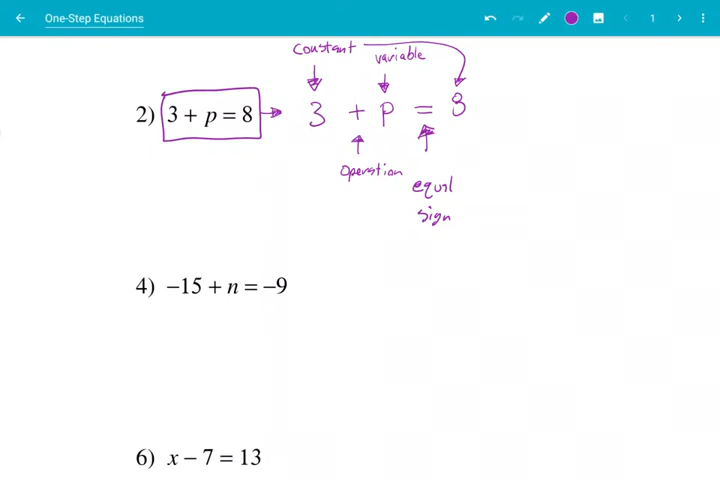 One-Step Equations
1
constant
variable
2) 3 + p = 8
3 + p = 8
operation
equal
sign
4) −15 + n = −9
6) x − 7 = 13